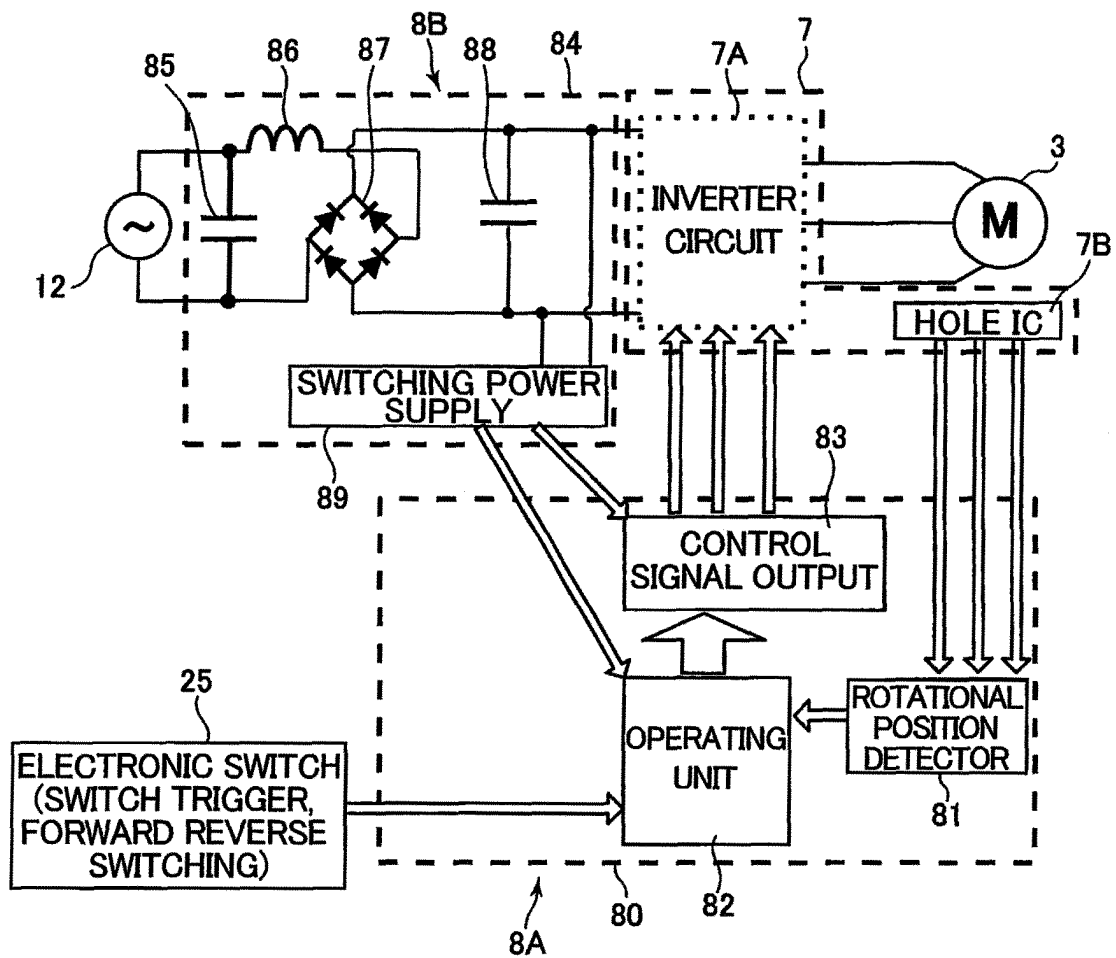 8B
84
7
7A
86
87
88
85
3
INVERTER
CIRCUIT
M
7B
12
HOLE IC
SWITCHING POWER
SUPPLY
89
83
CONTROL
SIGNAL OUTPUT
25
ROTATIONAL
POSITION
DETECTOR
OPERATING
UNIT
ELECTRONIC SWITCH
(SWITCH TRIGGER,
FORWARD REVERSE
SWITCHING)
81
80
82
8A